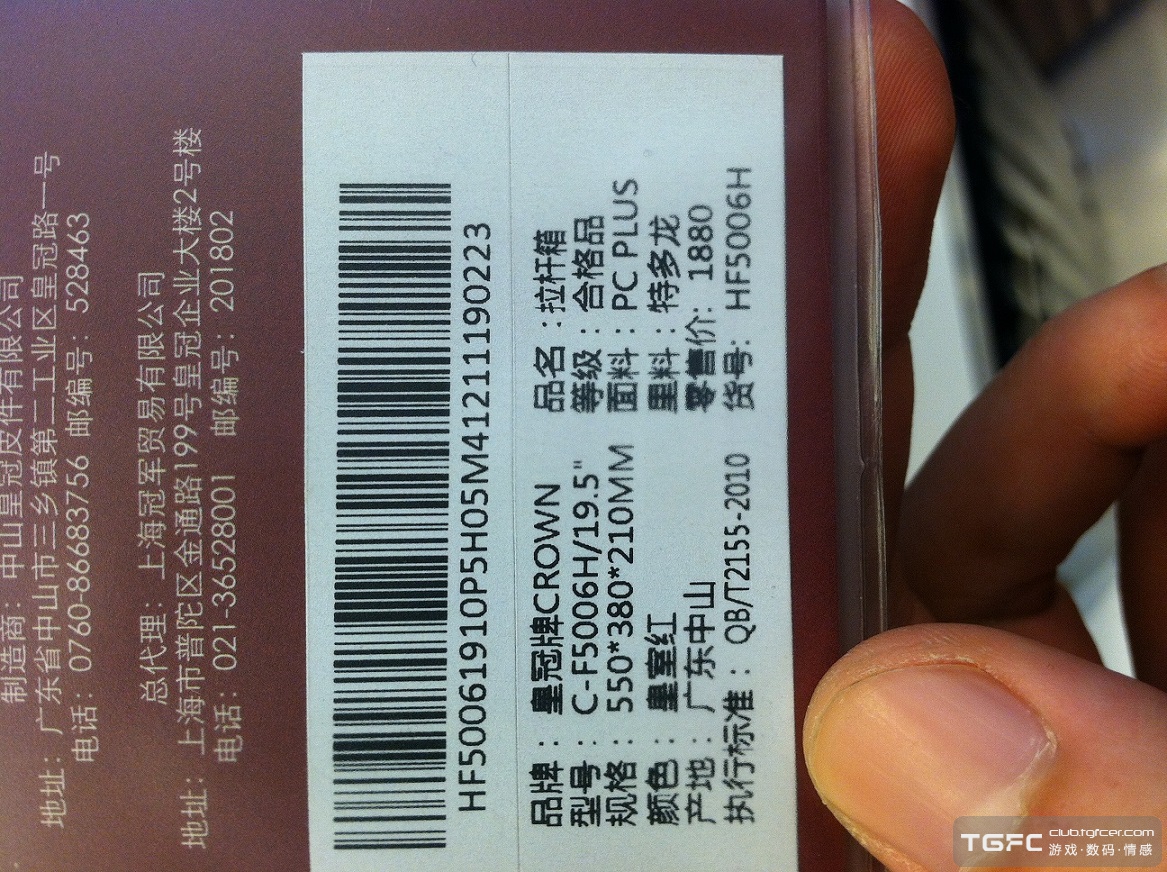 制造商：中山皇冠皮件有限公司
地址：广东省中山市三乡镇第二工业区皇冠路一号
电话：0760-86683756 邮编号：528463
总代理：上海冠军贸易有限公司
地址：上海市普陀区金通路199号皇冠企业大楼2号楼
电话：021-36528001 邮编号：201802
HF50061910P5H05M41211190223
品牌：皇冠牌CROWN 品名：拉杆箱
型号：C-F5006H/19.5" 等级：合格品
规格：550*380*210MM 面料：PC PLUS
颜色：皇室红 里料：特多龙
产地：广东中山 零售价：1880
执行标准：QB/T2155-2010 货号：HF5006H
TGFC club.tgfcer.com
游戏·数码·情感